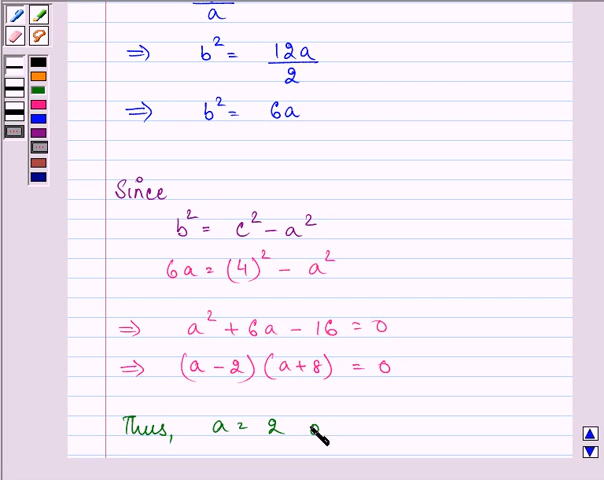 a
⇒ b² = 12a/2
⇒ b² = 6a
Since
b² = c² - a²
6a = (4)² - a²
⇒ a² + 6a - 16 = 0
⇒ (a - 2) (a + 8) = 0
Thus, a = 2